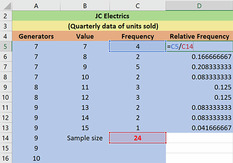 A B C D
2 JC Electrics
3 (Quarterly data of units sold)
4 Generators Value Frequency Relative Frequency
5 7 7 4 =C5/C14
6 7 8 2 0.166666667
7 7 9 5 0.208333333
8 7 10 2 0.083333333
9 8 11 3 0.125
10 8 12 3 0.125
11 9 13 2 0.083333333
12 9 14 2 0.083333333
13 9 15 1 0.041666667
14 9 Sample size 24
15 9
16 10